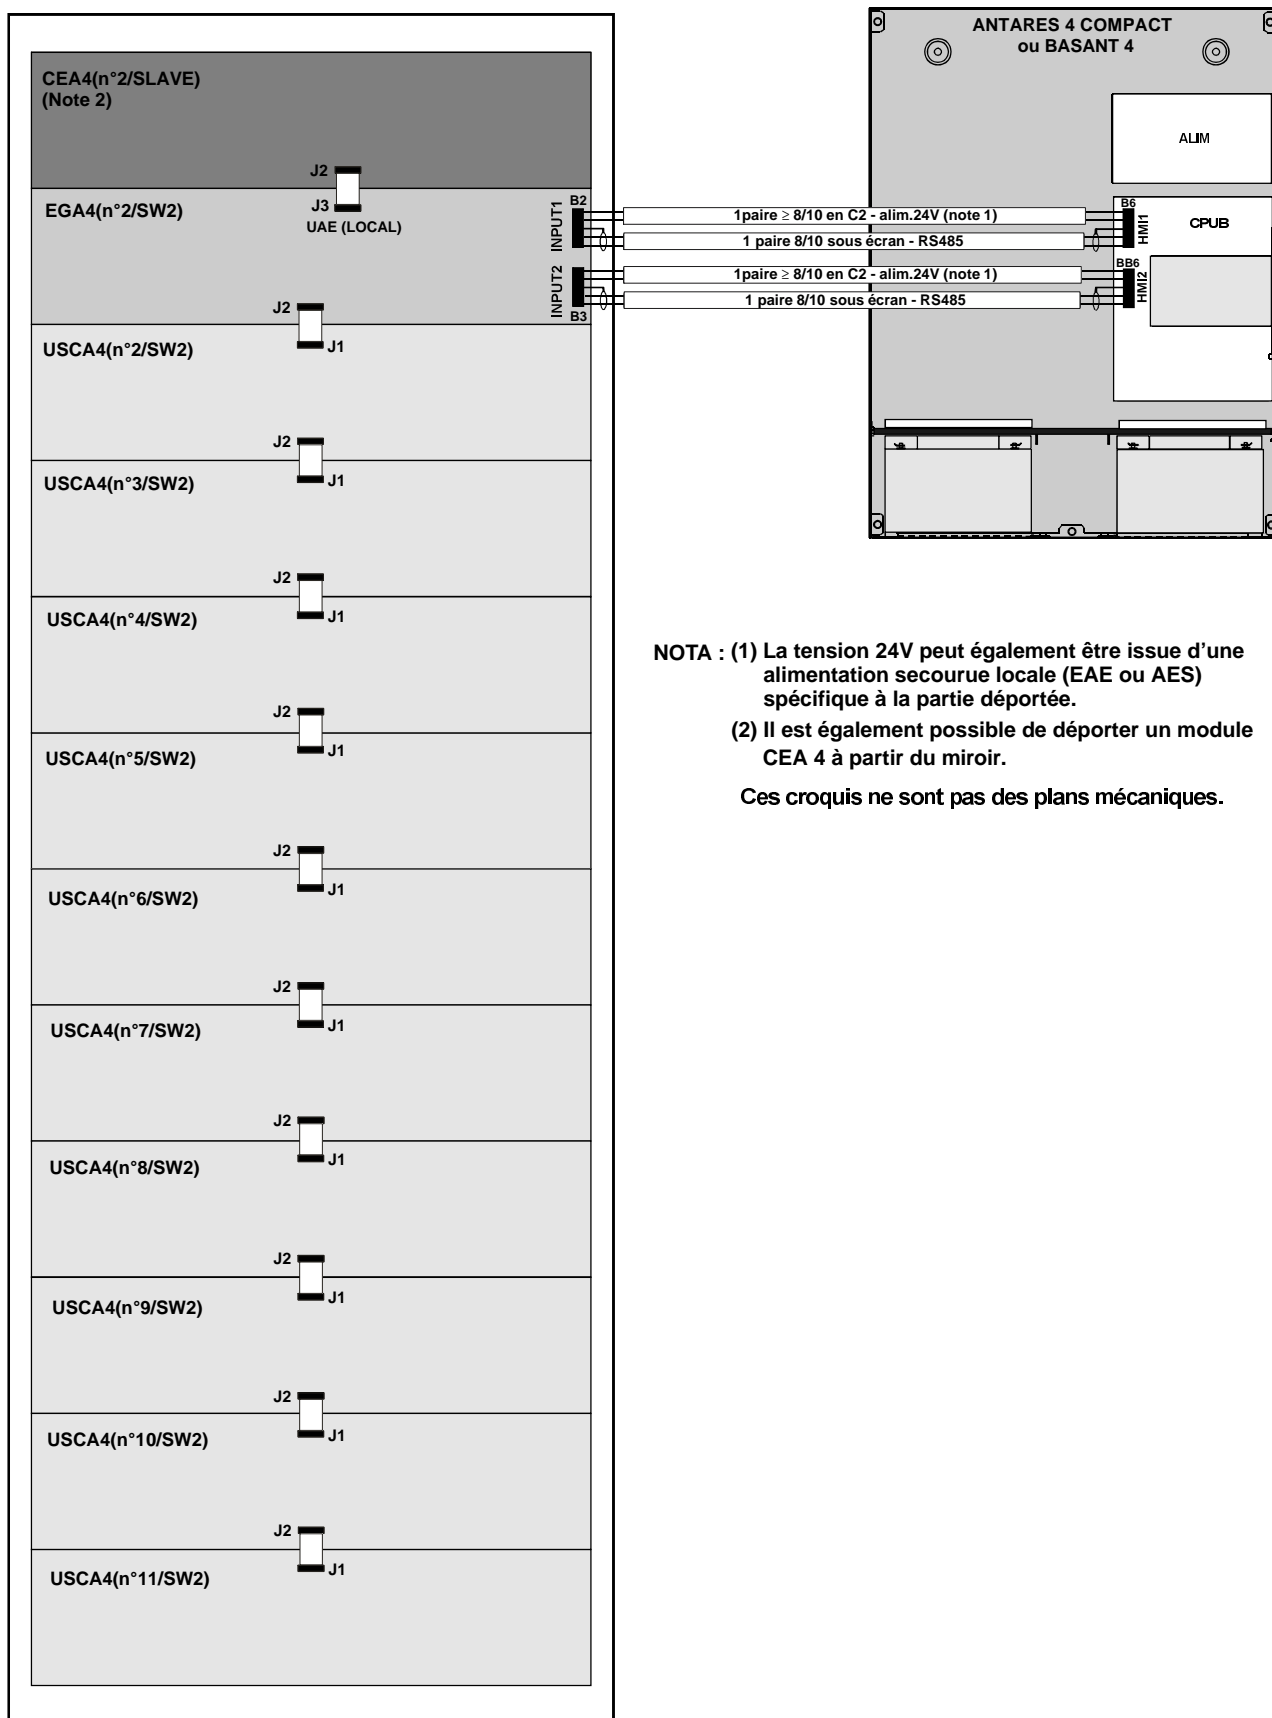 CEA4(n°2/SLAVE)
(Note 2)
J2
EGA4(n°2/SW2)
J3
UAE (LOCAL)
B2
INPUT1
INPUT2
B3
J2
J1
USCA4(n°2/SW2)
J2
J1
USCA4(n°3/SW2)
J2
J1
USCA4(n°4/SW2)
J2
J1
USCA4(n°5/SW2)
J2
J1
USCA4(n°6/SW2)
J2
J1
USCA4(n°7/SW2)
J2
J1
USCA4(n°8/SW2)
J2
J1
USCA4(n°9/SW2)
J2
J1
USCA4(n°10/SW2)
J2
J1
USCA4(n°11/SW2)
1paire ≥ 8/10 en C2 - alim.24V (note 1)
1 paire 8/10 sous écran - RS485
1paire ≥ 8/10 en C2 - alim.24V (note 1)
1 paire 8/10 sous écran - RS485
ANTARES 4 COMPACT
ou BASANT 4
ALIM
B6
HMI1
CPUB
BB6
HMI2
NOTA : (1) La tension 24V peut également être issue d’une
alimentation secourue locale (EAE ou AES)
spécifique à la partie déportée.
(2) Il est également possible de déporter un module
CEA 4 à partir du miroir.
Ces croquis ne sont pas des plans mécaniques.